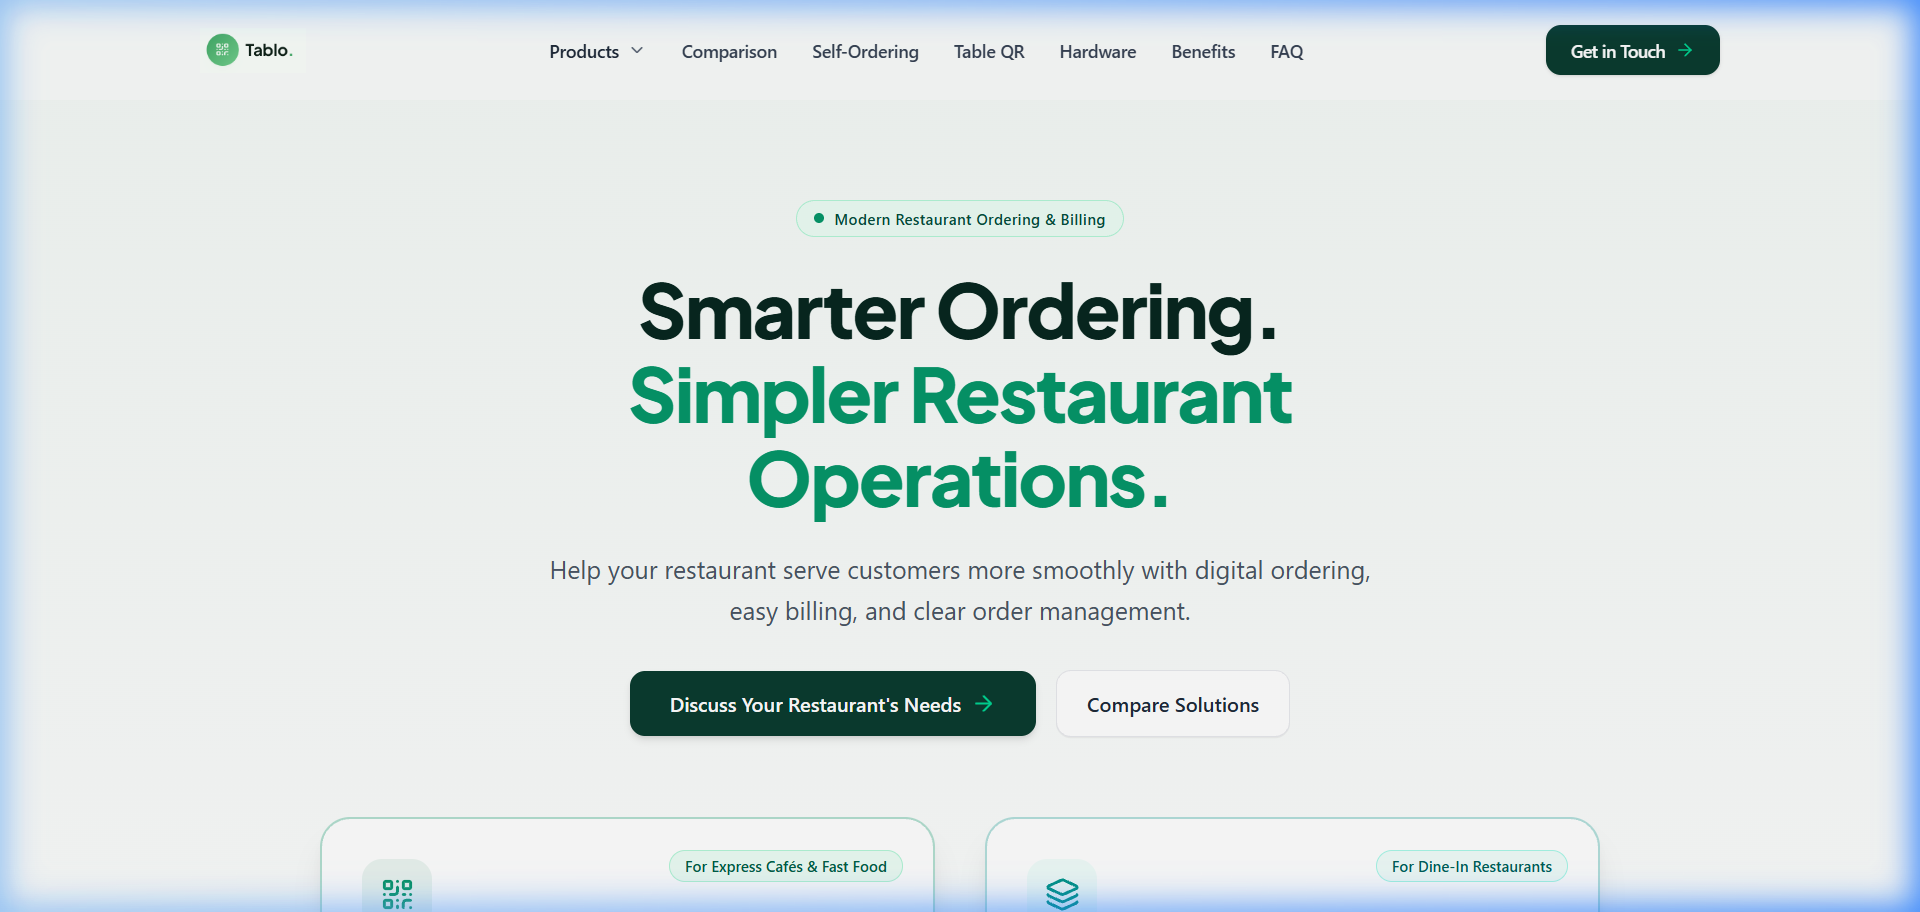 Tablo.
Products
Comparison
Self-Ordering
Table QR
Hardware
Benefits
FAQ
Get in Touch
Modern Restaurant Ordering & Billing
Smarter Ordering.
Simpler Restaurant
Operations.
Help your restaurant serve customers more smoothly with digital ordering,
easy billing, and clear order management.
Discuss Your Restaurant's Needs
Compare Solutions
For Express Cafés & Fast Food
For Dine-In Restaurants